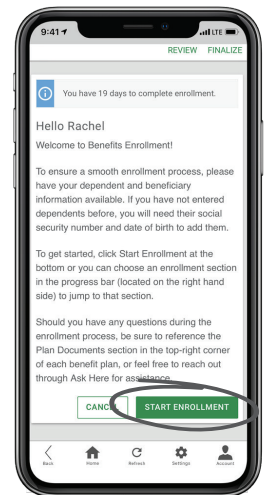 9:41
LTE
REVIEW FINALIZE
You have 19 days to complete enrollment.
Hello Rachel
Welcome to Benefits Enrollment!
To ensure a smooth enrollment process, please
have your dependent and beneficiary
information available. If you have not entered
dependents before, you will need their social
security number and date of birth to add them.
To get started, click Start Enrollment at the
bottom or you can choose an enrollment section
in the progress bar (located on the right hand
side) to jump to that section.
Should you have any questions during the
enrollment process, be sure to reference the
Plan Documents section in the top-right corner
of each benefit plan, or feel free to reach out
through Ask Here for assistance.
START ENROLLMENT
Back Home Refresh Settings Account